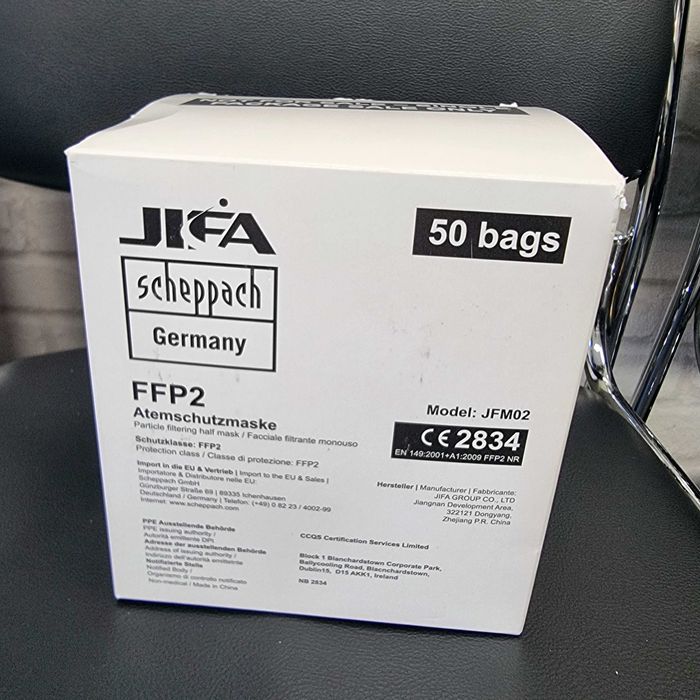 PACKAGE SALE ONLY
JIFA
50 bags
scheppach
Germany
FFP2
Atemschutzmaske
Particle filtering half mask / Facciale filtrante monouso
Schutzklasse: FFP2
Protection class / Classe di protezione: FFP2
Model: JFM02
CE 2834
EN 149:2001+A1:2009 FFP2 NR
Import in die EU & Vertrieb | Import to the EU & Sales |
Importatore & Distributore nelle EU:
Scheppach GmbH
Günzburger Straße 69 | 89335 Ichenhausen
Deutschland / Germany | Telefon: (+49) 0 82 23 / 4002-99
Internet: www.scheppach.com
Hersteller | Manufacturer | Fabbricante:
JIFA GROUP CO., LTD
Jiangnan Development Area,
322121 Dongyang,
Zhejiang P.R. China
PPE Ausstellende Behörde
PPE issuing authority /
Autorità emittente DPI
Adresse der ausstellenden Behörde
Address of issuing authority /
Indirizzo dell'autorità emittente
Notifizierte Stelle
Notified Body /
Organismo di controllo notificato
Non-medical / Made in China
CCQS Certification Services Limited
Block 1 Blanchardstown Corporate Park,
Ballycooling Road, Blacnchardstown,
Dublin15, D15 AKK1, Ireland
NB 2834